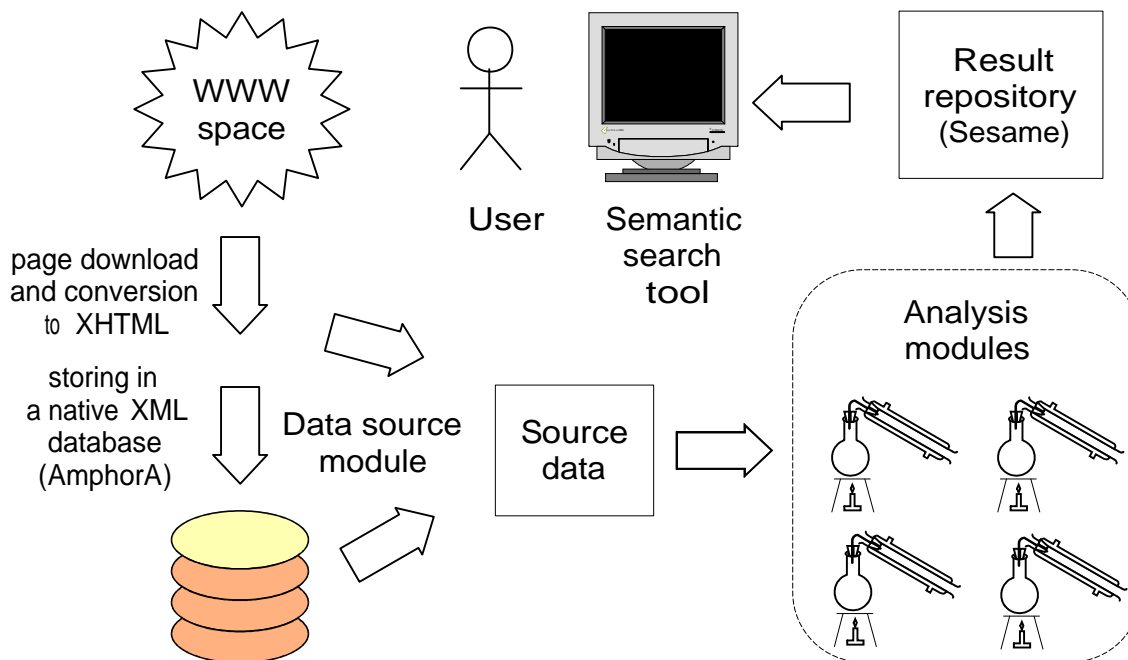 WWW
space
User
Semantic
search
tool
Result
repository
(Sesame)
page download
and conversion
to XHTML
storing in
a native XML
database
(AmphorA)
Data source
module
Source
data
Analysis
modules